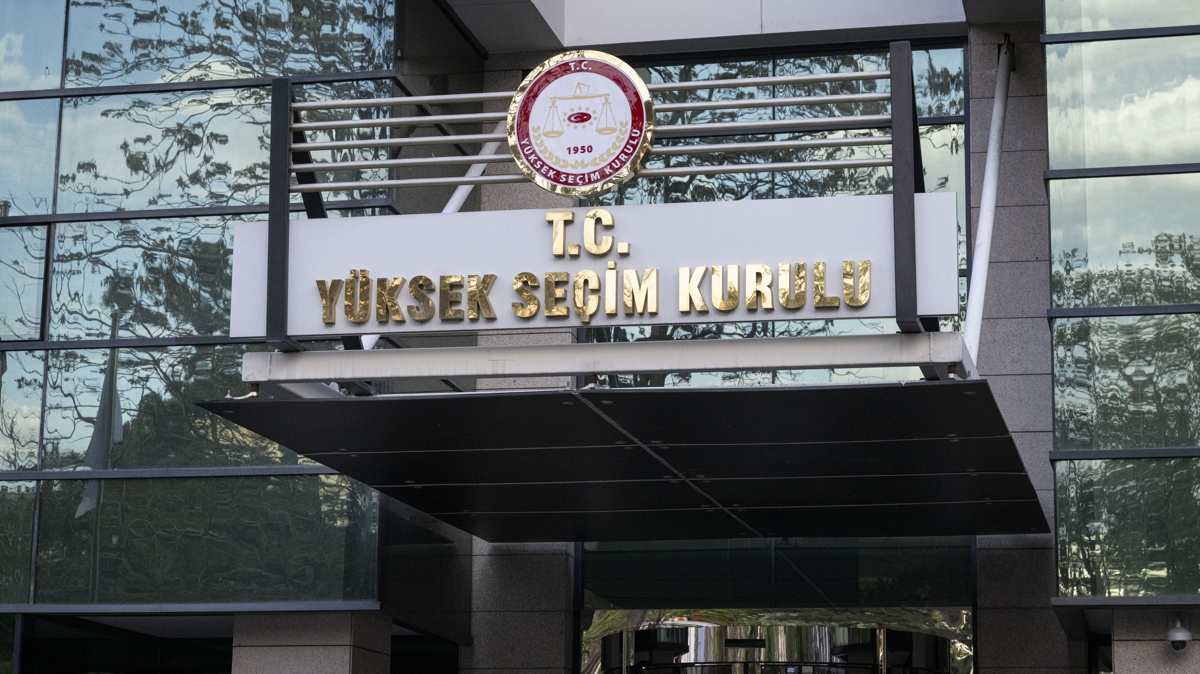 T.C.
1950
YÜKSEK SEÇİM KURULU
T.C.
YÜKSEK SEÇİM KURULU